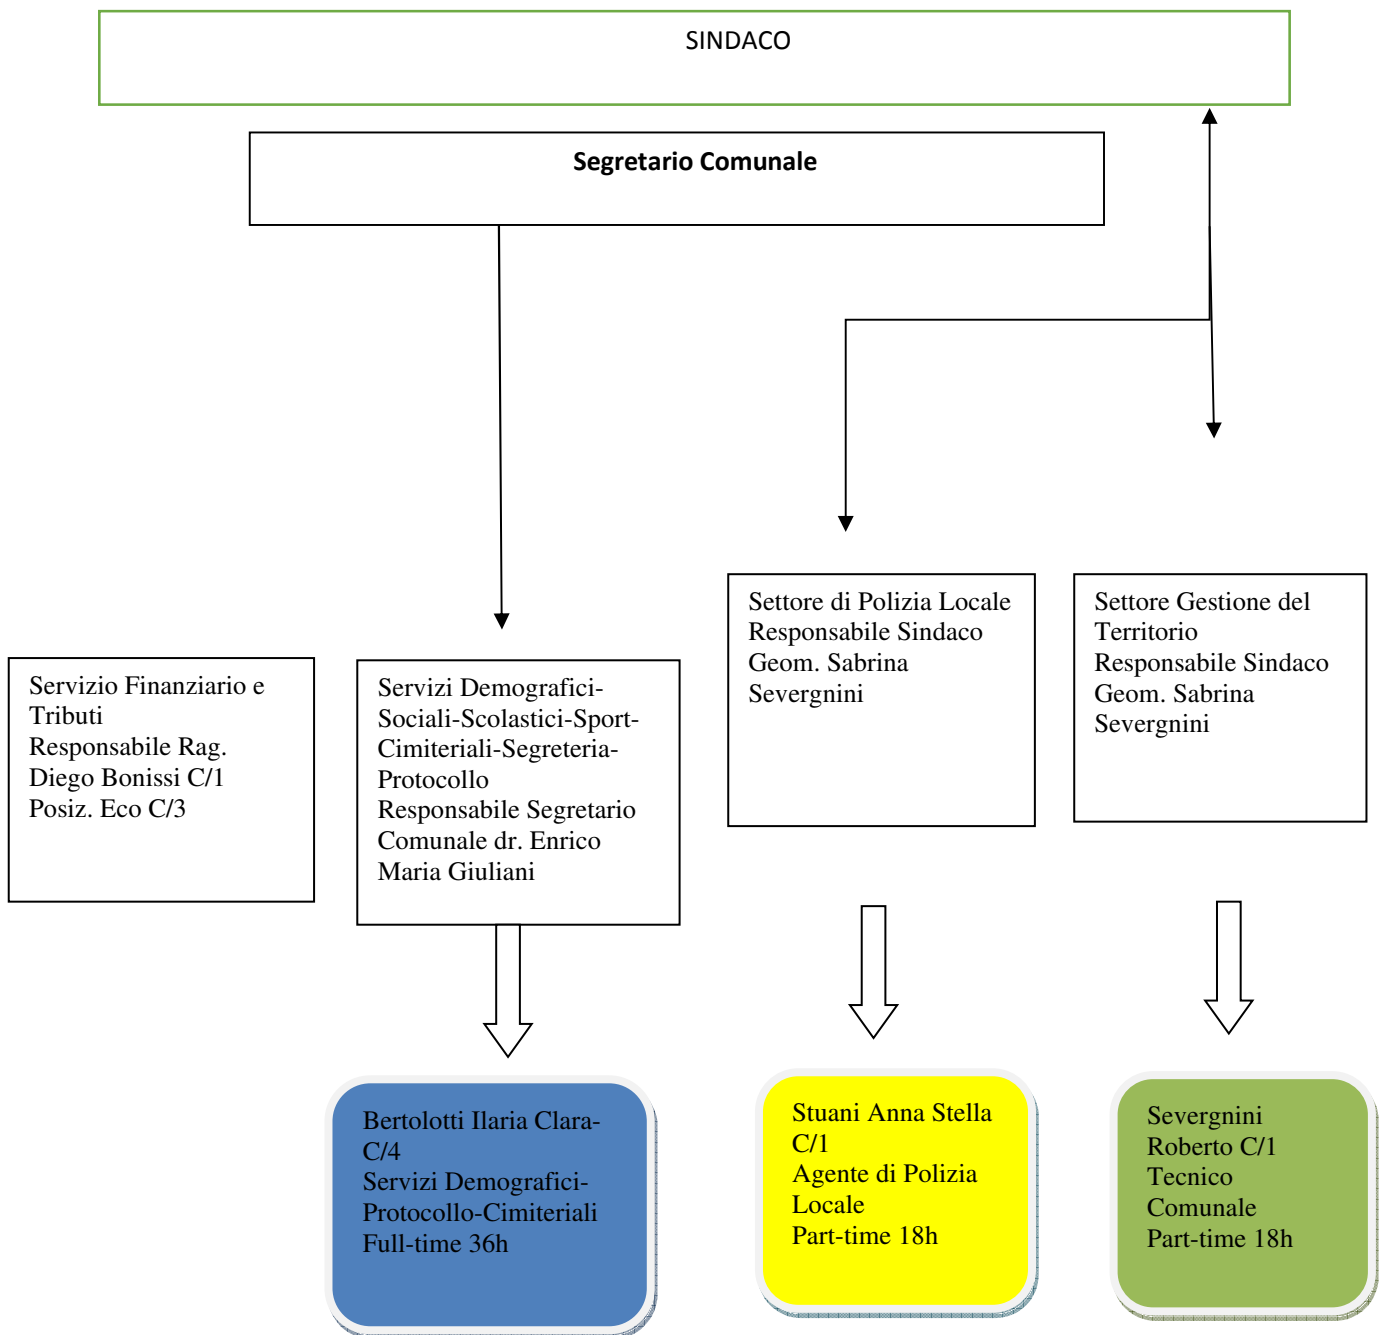 SINDACO
Segretario Comunale
Servizio Finanziario e
Tributi
Responsabile Rag.
Diego Bonissi C/1
Posiz. Eco C/3
Servizi Demografici-
Sociali-Scolastici-Sport-
Cimiteriali-Segreteria-
Protocollo
Responsabile Segretario
Comunale dr. Enrico
Maria Giuliani
Settore di Polizia Locale
Responsabile Sindaco
Geom. Sabrina
Severgnini
Settore Gestione del
Territorio
Responsabile Sindaco
Geom. Sabrina
Severgnini
Bertolotti Ilaria Clara-
C/4
Servizi Demografici-
Protocollo-Cimiteriali
Full-time 36h
Stuani Anna Stella
C/1
Agente di Polizia
Locale
Part-time 18h
Severgnini
Roberto C/1
Tecnico
Comunale
Part-time 18h